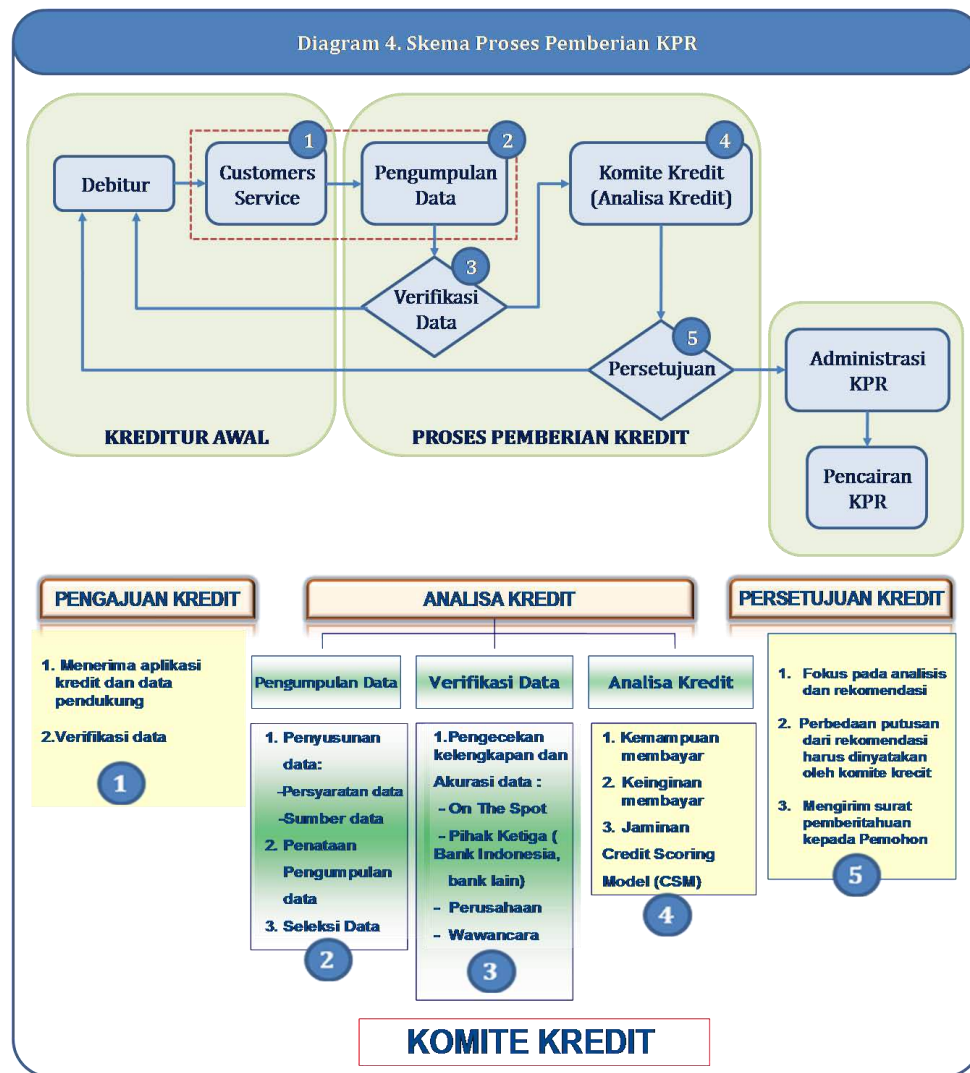 Diagram 4. Skema Proses Pemberian KPR
1
2
4
Debitur
Customers
Service
Pengumpulan
Data
Komite Kredit
(Analisa Kredit)
3
Verifikasi
Data
5
Persetujuan
Administrasi
KPR
KREDITUR AWAL
PROSES PEMBERIAN KREDIT
Pencairan
KPR
PENGAJUAN KREDIT
1. Menerima aplikasi
kredit dan data
pendukung
2.Verifikasi data
1
ANALISA KREDIT
Pengumpulan Data
1. Penyusunan
data:
-Persyaratan data
-Sumber data
2. Penataan
Pengumpulan
data
3. Seleksi Data
2
Verifikasi Data
1.Pengecekan
kelengkapan dan
Akurasi data :
- On The Spot
- Pihak Ketiga (
Bank Indonesia,
bank lain)
- Perusahaan
- Wawancara
3
Analisa Kredit
1. Kemampuan
membayar
2. Keinginan
membayar
3. Jaminan
Credit Scoring
Model (CSM)
4
PERSETUJUAN KREDIT
1. Fokus pada analisis
dan rekomendasi
2. Perbedaan putusan
dari rekomendasi
harus dinyatakan
oleh komite krecit
3. Mengirim surat
pemberitahuan
kepada Pemohon
5
KOMITE KREDIT